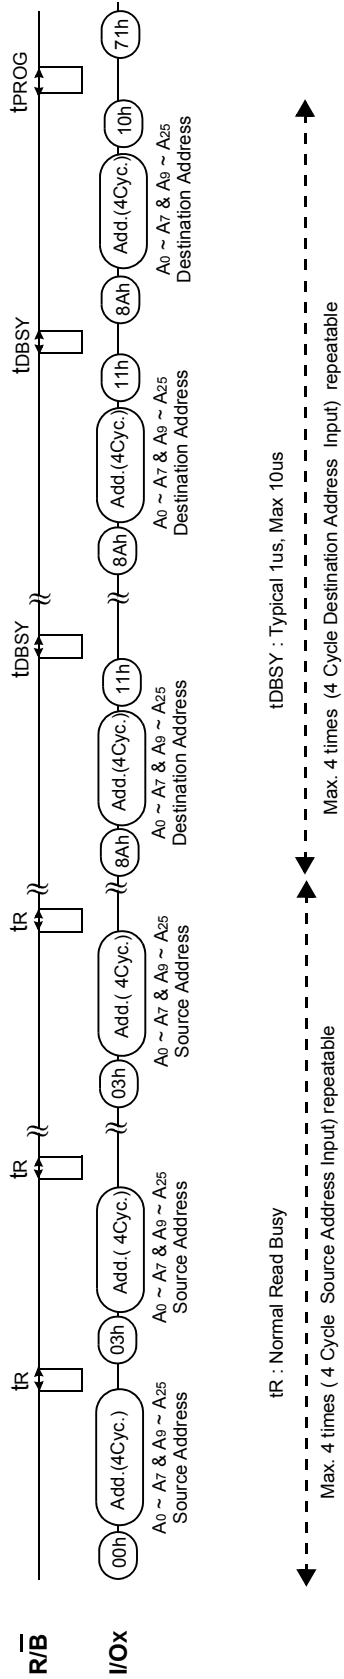 tR tR tR tDBSY tDBSY tPROG
R/B
I/Ox 00h Add.(4Cyc.) 03h Add.( 4Cyc.) 03h Add.( 4Cyc.) 8Ah Add.(4Cyc.) 11h 8Ah Add.(4Cyc.) 11h 8Ah Add.(4Cyc.) 10h 71h
A0 ~ A7 & A9 ~ A25 A0 ~ A7 & A9 ~ A25 A0 ~ A7 & A9 ~ A25 A0 ~ A7 & A9 ~ A25 A0 ~ A7 & A9 ~ A25 A0 ~ A7 & A9 ~ A25
Source Address Source Address Source Address Destination Address Destination Address Destination Address
tR : Normal Read Busy tDBSY : Typical 1us, Max 10us
Max. 4 times ( 4 Cycle Source Address Input) repeatable Max. 4 times (4 Cycle Destination Address Input) repeatable